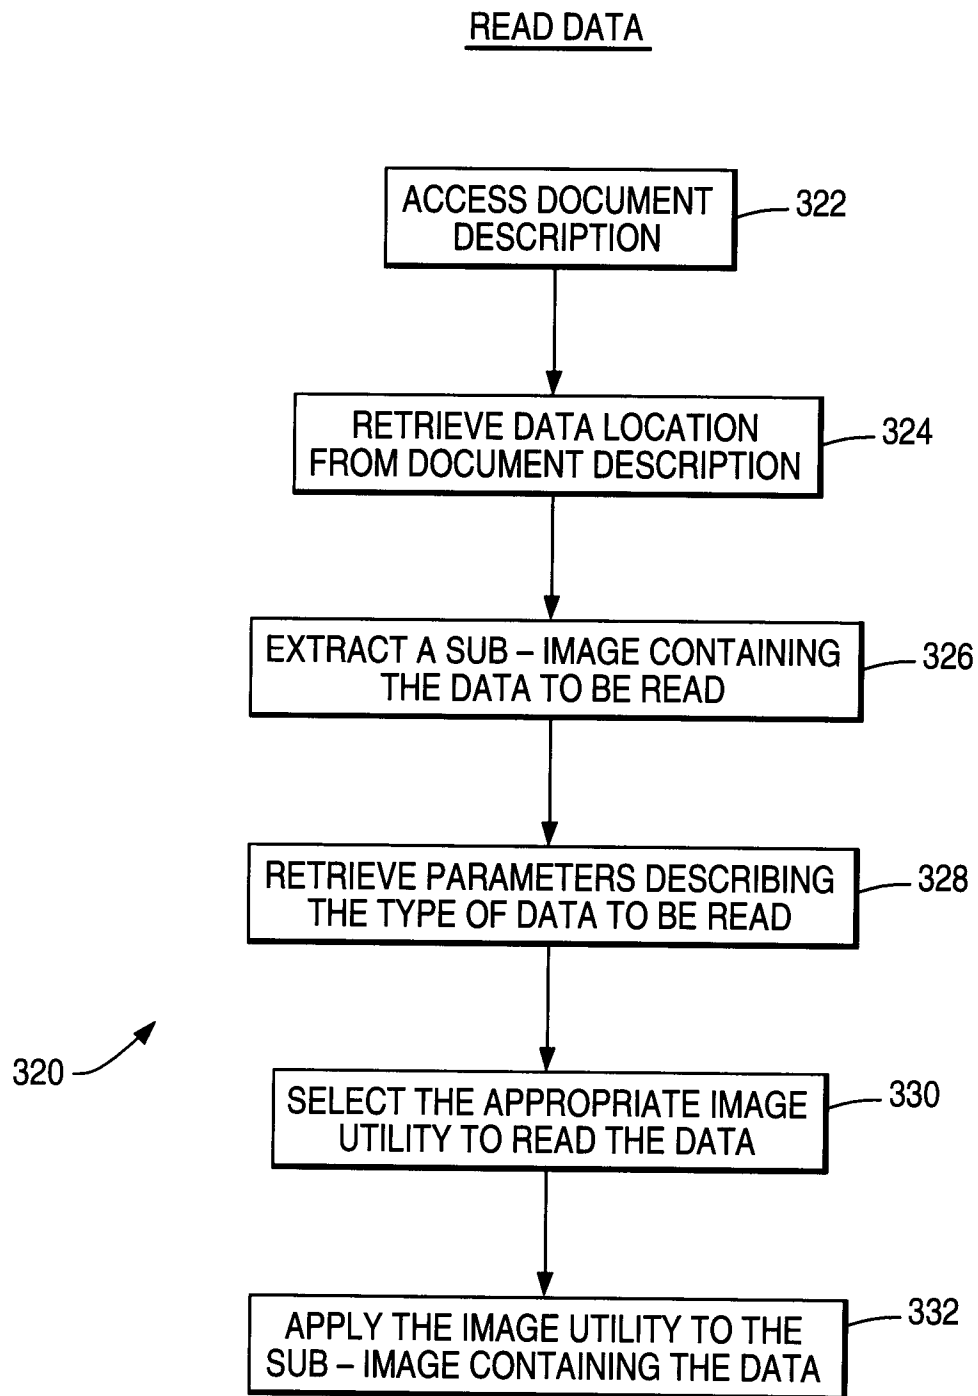 READ DATA
ACCESS DOCUMENT
DESCRIPTION
322
RETRIEVE DATA LOCATION
FROM DOCUMENT DESCRIPTION
324
EXTRACT A SUB – IMAGE CONTAINING
THE DATA TO BE READ
326
RETRIEVE PARAMETERS DESCRIBING
THE TYPE OF DATA TO BE READ
328
320
SELECT THE APPROPRIATE IMAGE
UTILITY TO READ THE DATA
330
APPLY THE IMAGE UTILITY TO THE
SUB – IMAGE CONTAINING THE DATA
332